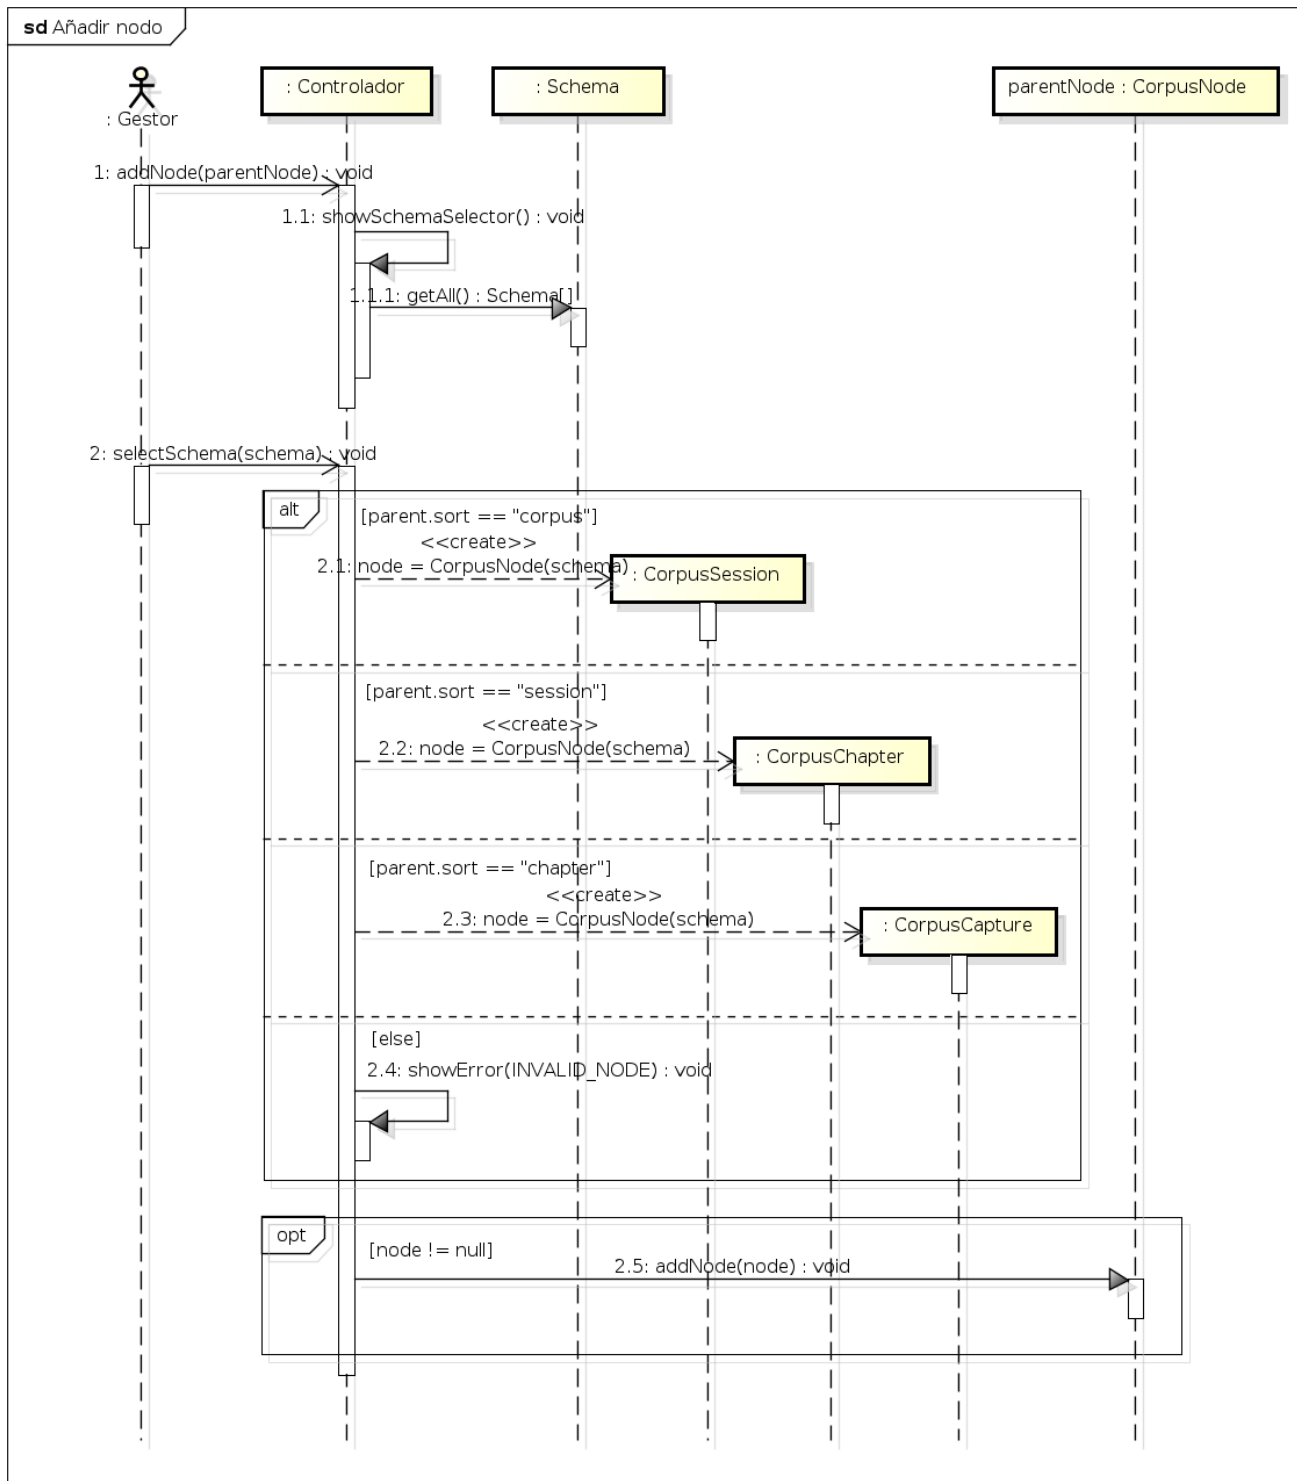 sd Añadir nodo
: Gestor
: Controlador
: Schema
parentNode : CorpusNode
1: addNode(parentNode) : void
1.1: showSchemaSelector() : void
1.1.1: getAll() : Schema[]
2: selectSchema(schema) : void
alt
[parent.sort == "corpus"]
<<create>>
2.1: node = CorpusNode(schema)
: CorpusSession
[parent.sort == "session"]
<<create>>
2.2: node = CorpusNode(schema)
: CorpusChapter
[parent.sort == "chapter"]
<<create>>
2.3: node = CorpusNode(schema)
: CorpusCapture
[else]
2.4: showError(INVALID_NODE) : void
opt
[node != null]
2.5: addNode(node) : void